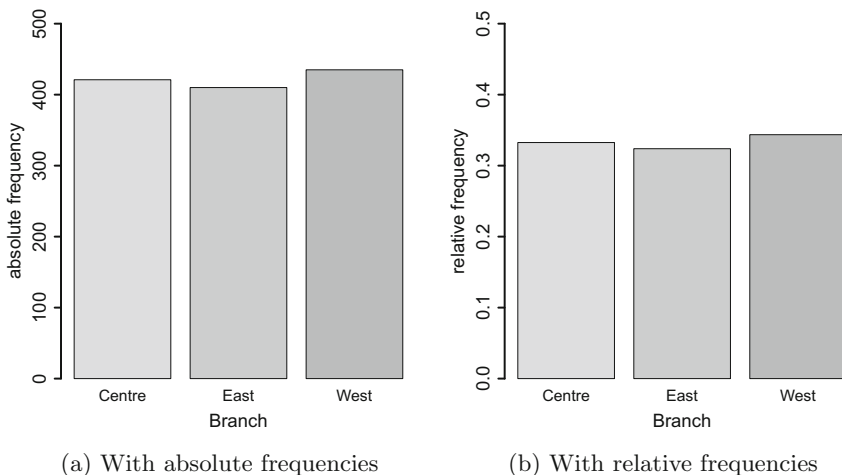 500
400
300
200
100
0
absolute frequency
Centre East West
Branch
(a) With absolute frequencies
0.5
0.4
0.3
0.2
0.1
0.0
relative frequency
Centre East West
Branch
(b) With relative frequencies